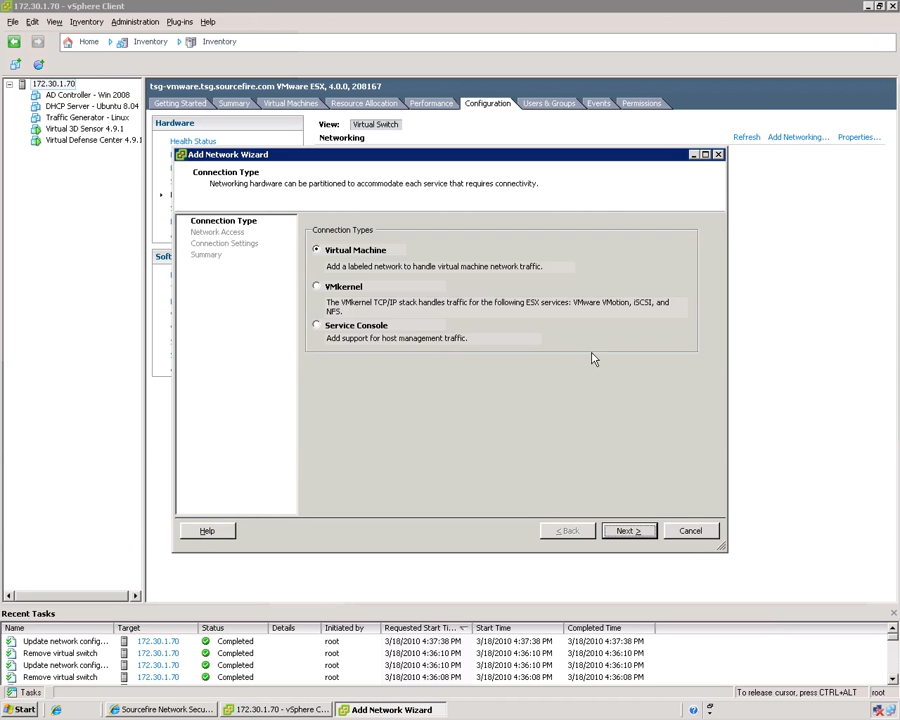 172.30.1.70 - vSphere Client
File Edit View Inventory Administration Plug-ins Help
Home Inventory Inventory
172.30.1.70
AD Controller - Win 2008
DHCP Server - Ubuntu 8.04
Traffic Generator - Linux
Virtual 3D Sensor 4.9.1
Virtual Defense Center 4.9.1
tsg-vmware.tsg.sourcefire.com VMware ESX, 4.0.0, 208167
Getting Started Summary Virtual Machines Resource Allocation Performance Configuration Users & Groups Events Permissions
Hardware
Health Status
Soft
View: Virtual Switch
Networking
Refresh Add Networking... Properties...
Add Network Wizard
Connection Type
Networking hardware can be partitioned to accommodate each service that requires connectivity.
Connection Type
Network Access
Connection Settings
Summary
Connection Types
Virtual Machine
Add a labeled network to handle virtual machine network traffic.
VMkernel
The VMkernel TCP/IP stack handles traffic for the following ESX services: VMware VMotion, iSCSI, and
NFS.
Service Console
Add support for host management traffic.
Help < Back Next > Cancel
Recent Tasks
Name Target Status Details Initiated by Requested Start Ti... Start Time Completed Time
Update network config... 172.30.1.70 Completed root 3/18/2010 4:37:38 PM 3/18/2010 4:37:38 PM 3/18/2010 4:37:38 PM
Remove virtual switch 172.30.1.70 Completed root 3/18/2010 4:36:10 PM 3/18/2010 4:36:10 PM 3/18/2010 4:36:10 PM
Update network config... 172.30.1.70 Completed root 3/18/2010 4:36:10 PM 3/18/2010 4:36:10 PM 3/18/2010 4:36:10 PM
Remove virtual switch 172.30.1.70 Completed root 3/18/2010 4:36:08 PM 3/18/2010 4:36:08 PM 3/18/2010 4:36:08 PM
Tasks To release cursor, press CTRL+ALT root
Start Sourcefire Network Secu... 172.30.1.70 - vSphere C... Add Network Wizard